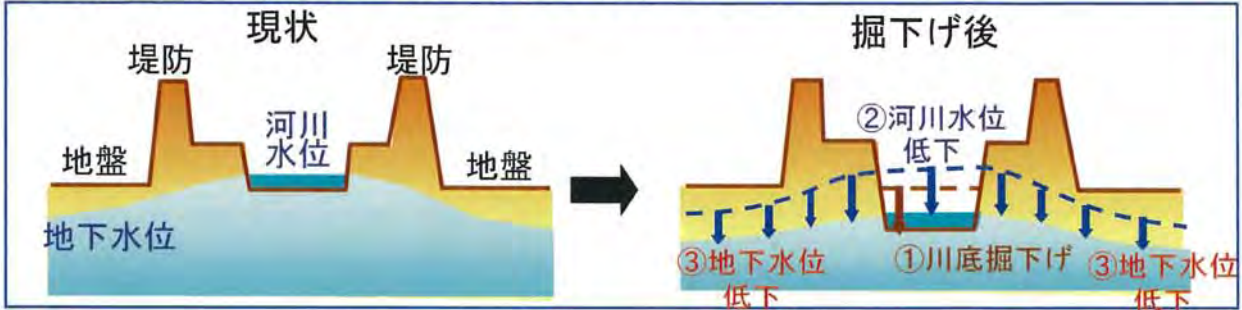 現状
堤防
堤防
河川
水位
地盤
地盤
地下水位
掘下げ後
②河川水位
低下
①川底掘下げ
③地下水位
低下
③地下水位
低下